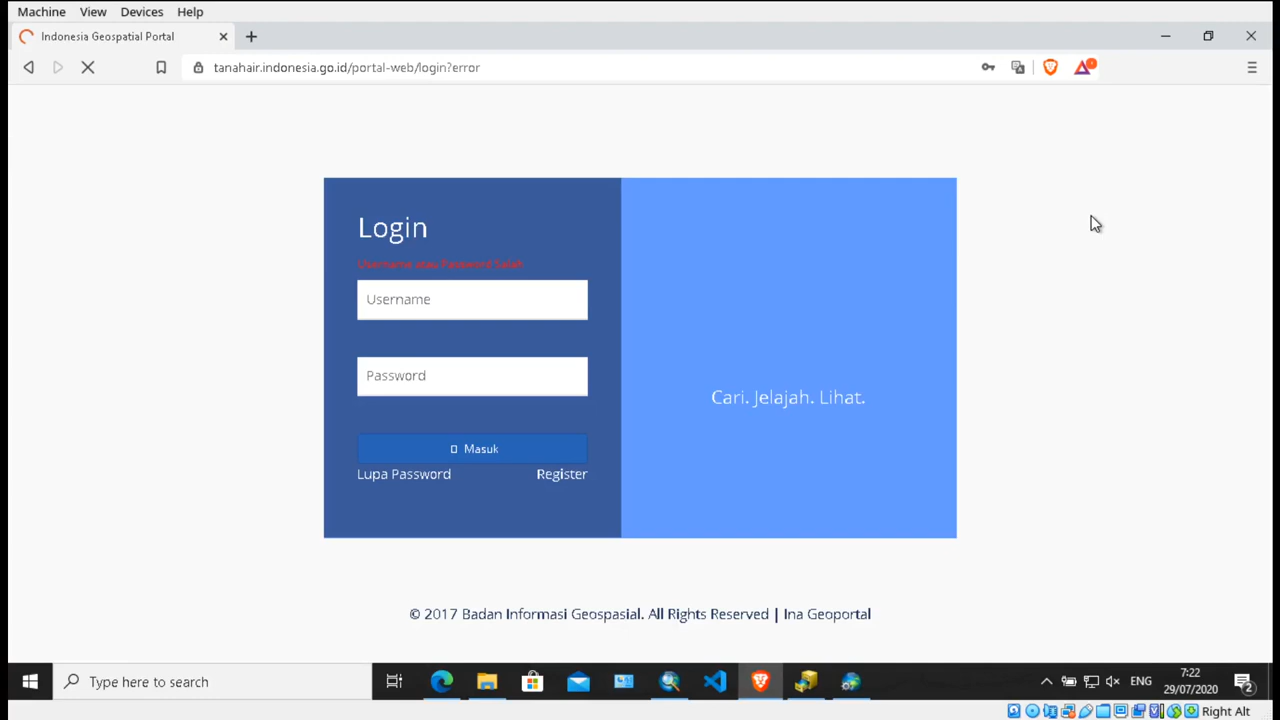 Machine View Devices Help
Indonesia Geospatial Portal
tanahair.indonesia.go.id/portal-web/login?error
Login
Username atau Password Salah
Username
Password
Masuk
Lupa Password Register
Cari. Jelajah. Lihat.
© 2017 Badan Informasi Geospasial. All Rights Reserved | Ina Geoportal
Type here to search
ENG
7:22
29/07/2020
2
Right Alt